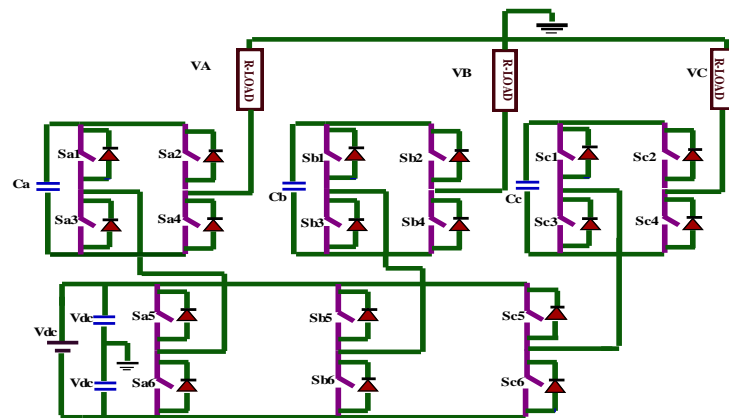 VA
VB
VC
R-LOAD
R-LOAD
R-LOAD
Sa1
Sa2
Sb1
Sb2
Sc1
Sc2
Ca
Cb
Cc
Sa3
Sa4
Sb3
Sb4
Sc3
Sc4
Vdc
Vdc
Sa5
Sb5
Sc5
Vdc
Sa6
Sb6
Sc6